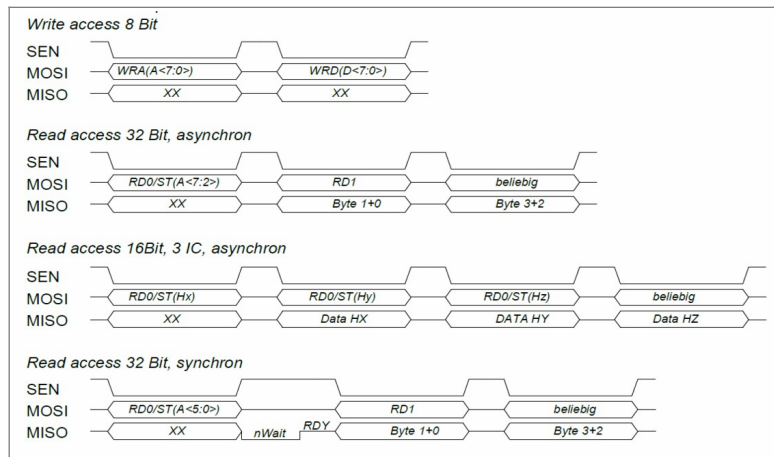 Write access 8 Bit
SEN
MOSI WRA(A<7:0>) WRD(D<7:0>)
MISO XX XX
Read access 32 Bit, asynchron
SEN
MOSI RD0/ST(A<7:2>) RD1 beliebig
MISO XX Byte 1+0 Byte 3+2
Read access 16Bit, 3 IC, asynchron
SEN
MOSI RD0/ST(Hx) RD0/ST(Hy) RD0/ST(Hz) beliebig
MISO XX Data HX DATA HY Data HZ
Read access 32 Bit, synchron
SEN
MOSI RD0/ST(A<5:0>) RD1 beliebig
MISO XX nWait RDY Byte 1+0 Byte 3+2